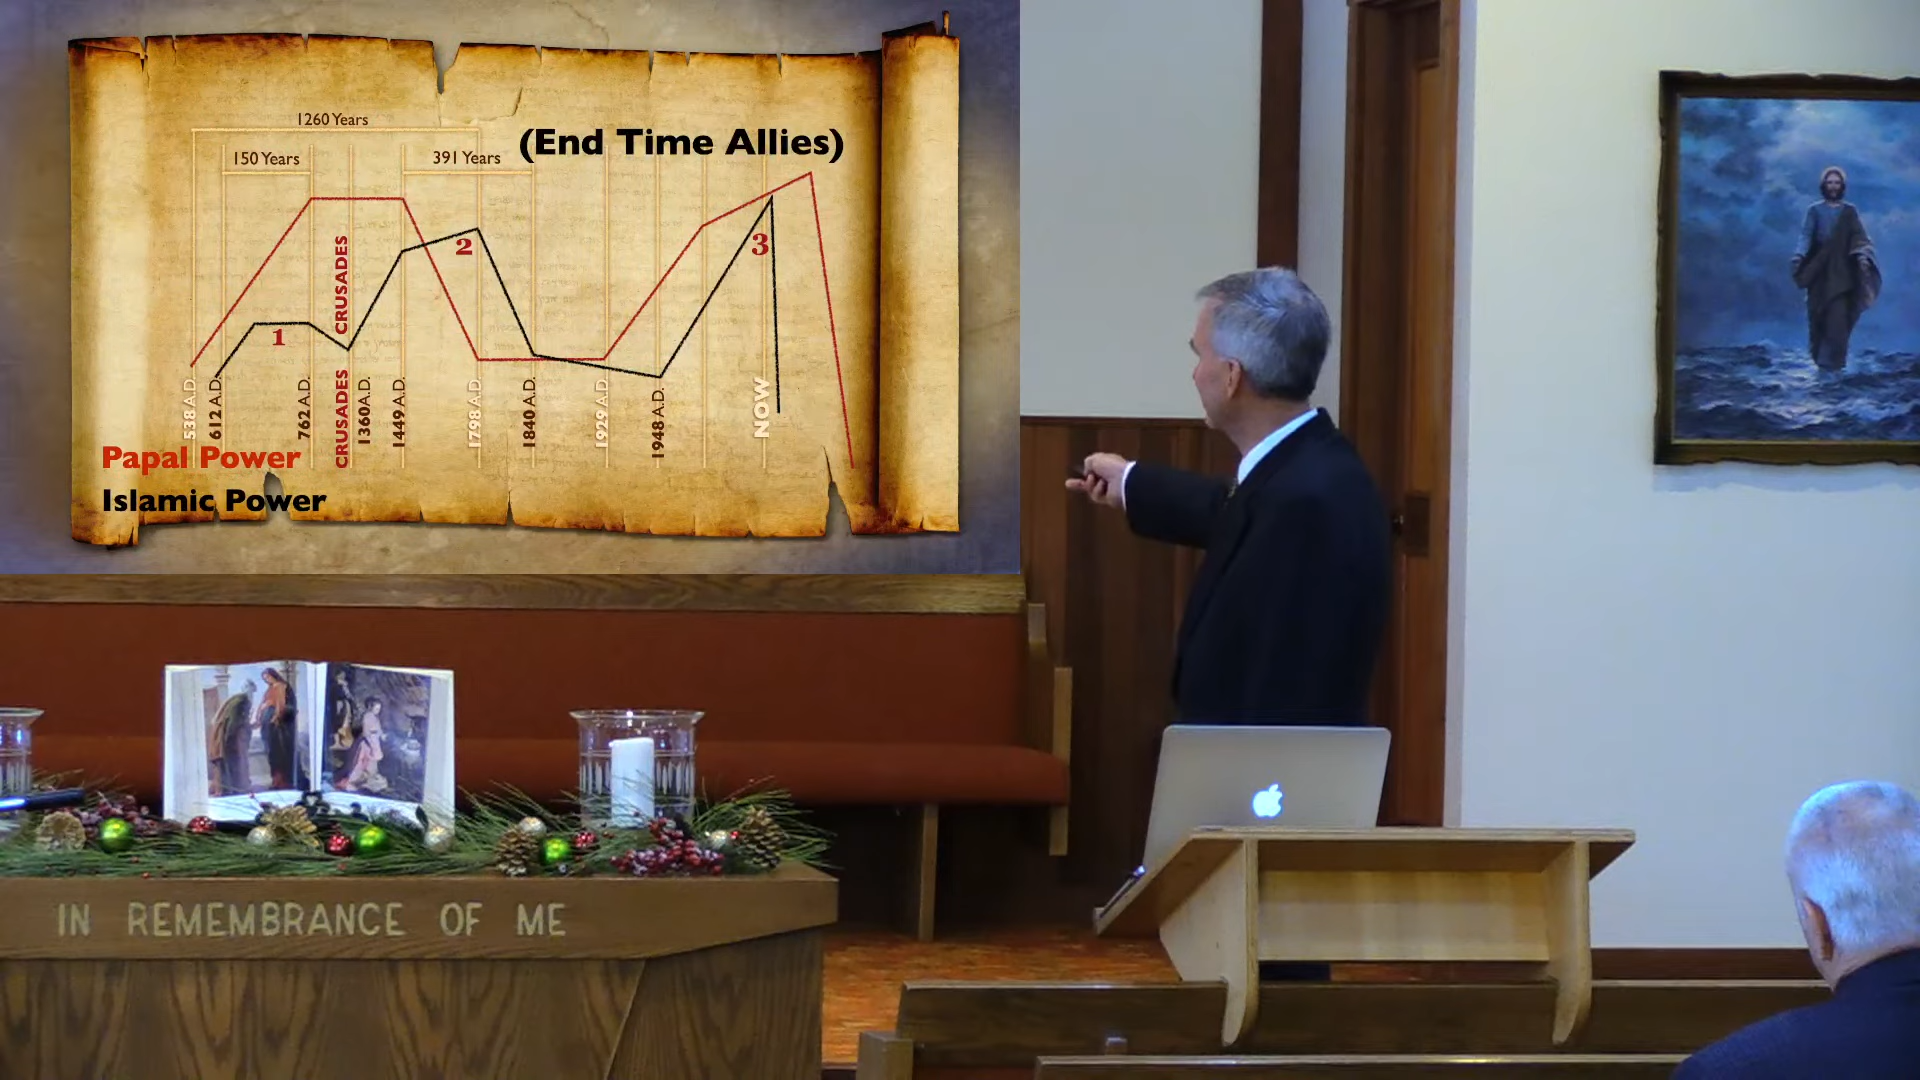 1260 Years
(End Time Allies)
150 Years
391 Years
1
2
3
CRUSADES CRUSADES
538 A.D.
612 A.D.
762 A.D.
1360 A.D.
1449 A.D.
1798 A.D.
1840 A.D.
1929 A.D.
1948 A.D.
NOW
Papal Power
Islamic Power
IN REMEMBRANCE OF ME